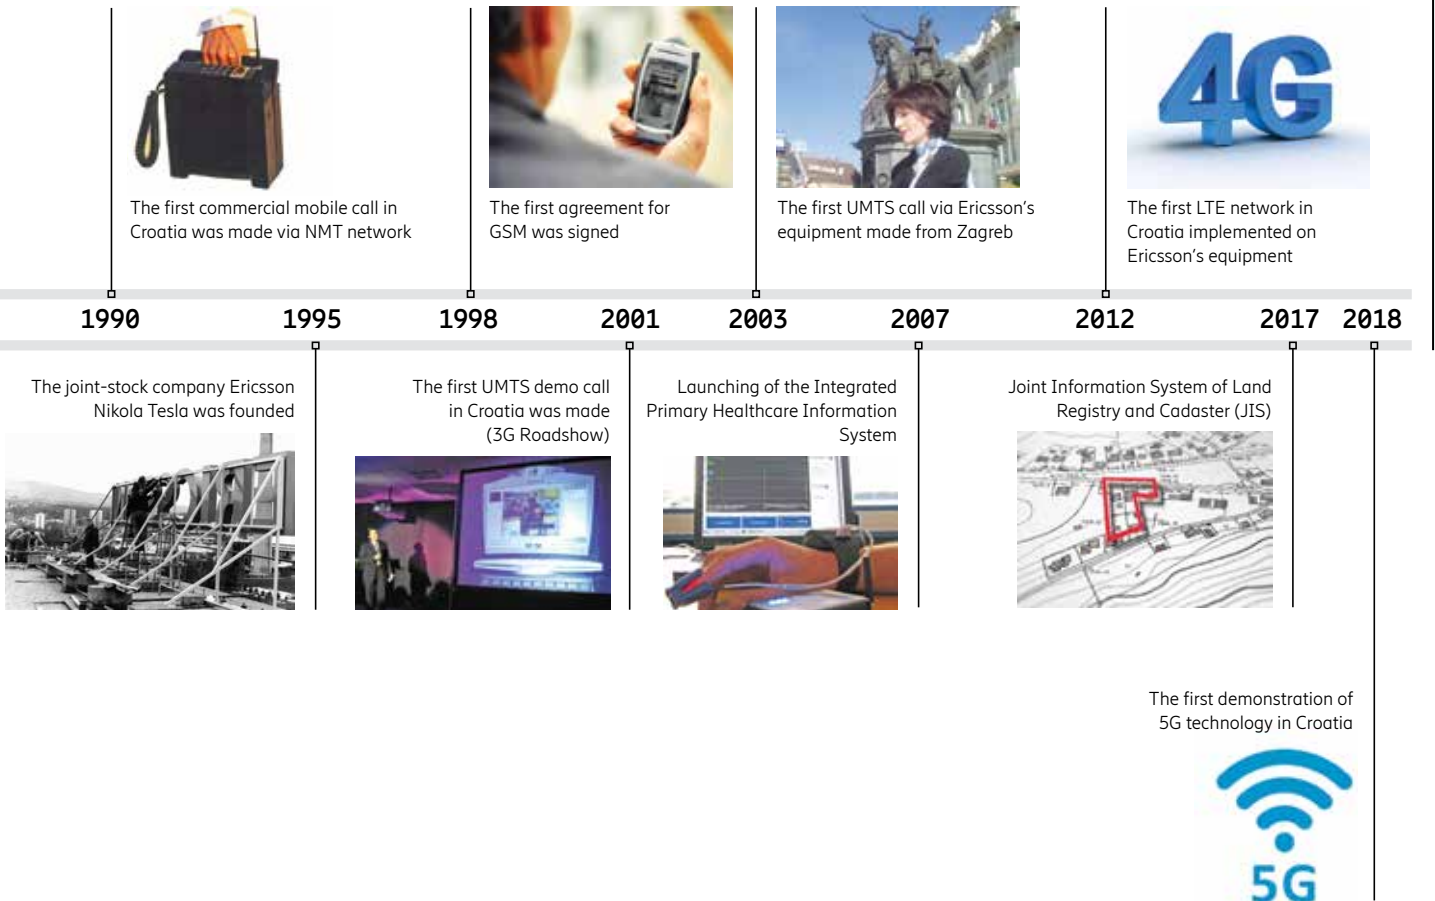 4G
The first commercial mobile call in
Croatia was made via NMT network
The first agreement for
GSM was signed
The first UMTS call via Ericsson's
equipment made from Zagreb
The first LTE network in
Croatia implemented on
Ericsson's equipment
1990
1995
1998
2001
2003
2007
2012
2017
2018
The joint-stock company Ericsson
Nikola Tesla was founded
The first UMTS demo call
in Croatia was made
(3G Roadshow)
Launching of the Integrated
Primary Healthcare Information
System
Joint Information System of Land
Registry and Cadaster (JIS)
The first demonstration of
5G technology in Croatia
5G